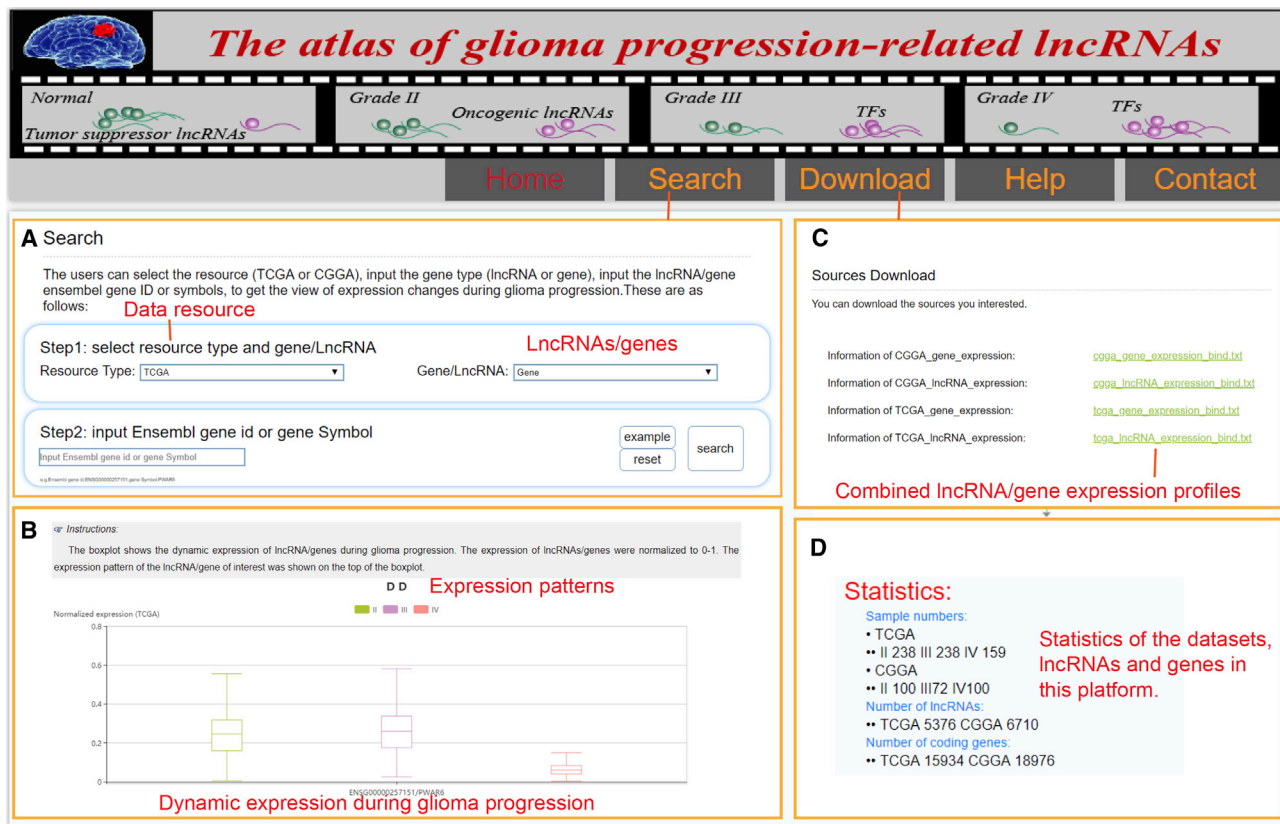 The atlas of glioma progression-related lncRNAs
Normal
Tumor suppressor lncRNAs
Grade II
Oncogenic lncRNAs
Grade III
TFs
Grade IV
TFs
Home
Search
Download
Help
Contact
A Search
The users can select the resource (TCGA or CGGA), input the gene type (lncRNA or gene), input the lncRNA/gene
ensembel gene ID or symbols, to get the view of expression changes during glioma progression.These are as
follows:
Data resource
Step1: select resource type and gene/LncRNA
LncRNAs/genes
Resource Type: TCGA
Gene/LncRNA: Gene
Step2: input Ensembl gene id or gene Symbol
Input Ensembl gene id or gene Symbol
example
reset
search
e.g.Ensembl gene id:ENSG00000257151,gene Symbol:PWAR6
B Instructions:
The boxplot shows the dynamic expression of lncRNA/genes during glioma progression. The expression of lncRNAs/genes were normalized to 0-1. The
expression pattern of the lncRNA/gene of interest was shown on the top of the boxplot.
D D Expression patterns
II III IV
Normalized expression (TCGA)
0.8
0.6
0.4
0.2
0
ENSG00000257151/PWAR6
Dynamic expression during glioma progression
C
Sources Download
You can download the sources you interested.
Information of CGGA_gene_expression: cgga_gene_expression_bind.txt
Information of CGGA_lncRNA_expression: cgga_lncRNA_expression_bind.txt
Information of TCGA_gene_expression: tcga_gene_expression_bind.txt
Information of TCGA_lncRNA_expression: tcga_lncRNA_expression_bind.txt
Combined lncRNA/gene expression profiles
D
Statistics:
Sample numbers:
• TCGA
•• II 238 III 238 IV 159
• CGGA
•• II 100 III72 IV100
Number of lncRNAs:
•• TCGA 5376 CGGA 6710
Number of coding genes:
•• TCGA 15934 CGGA 18976
Statistics of the datasets,
lncRNAs and genes in
this platform.